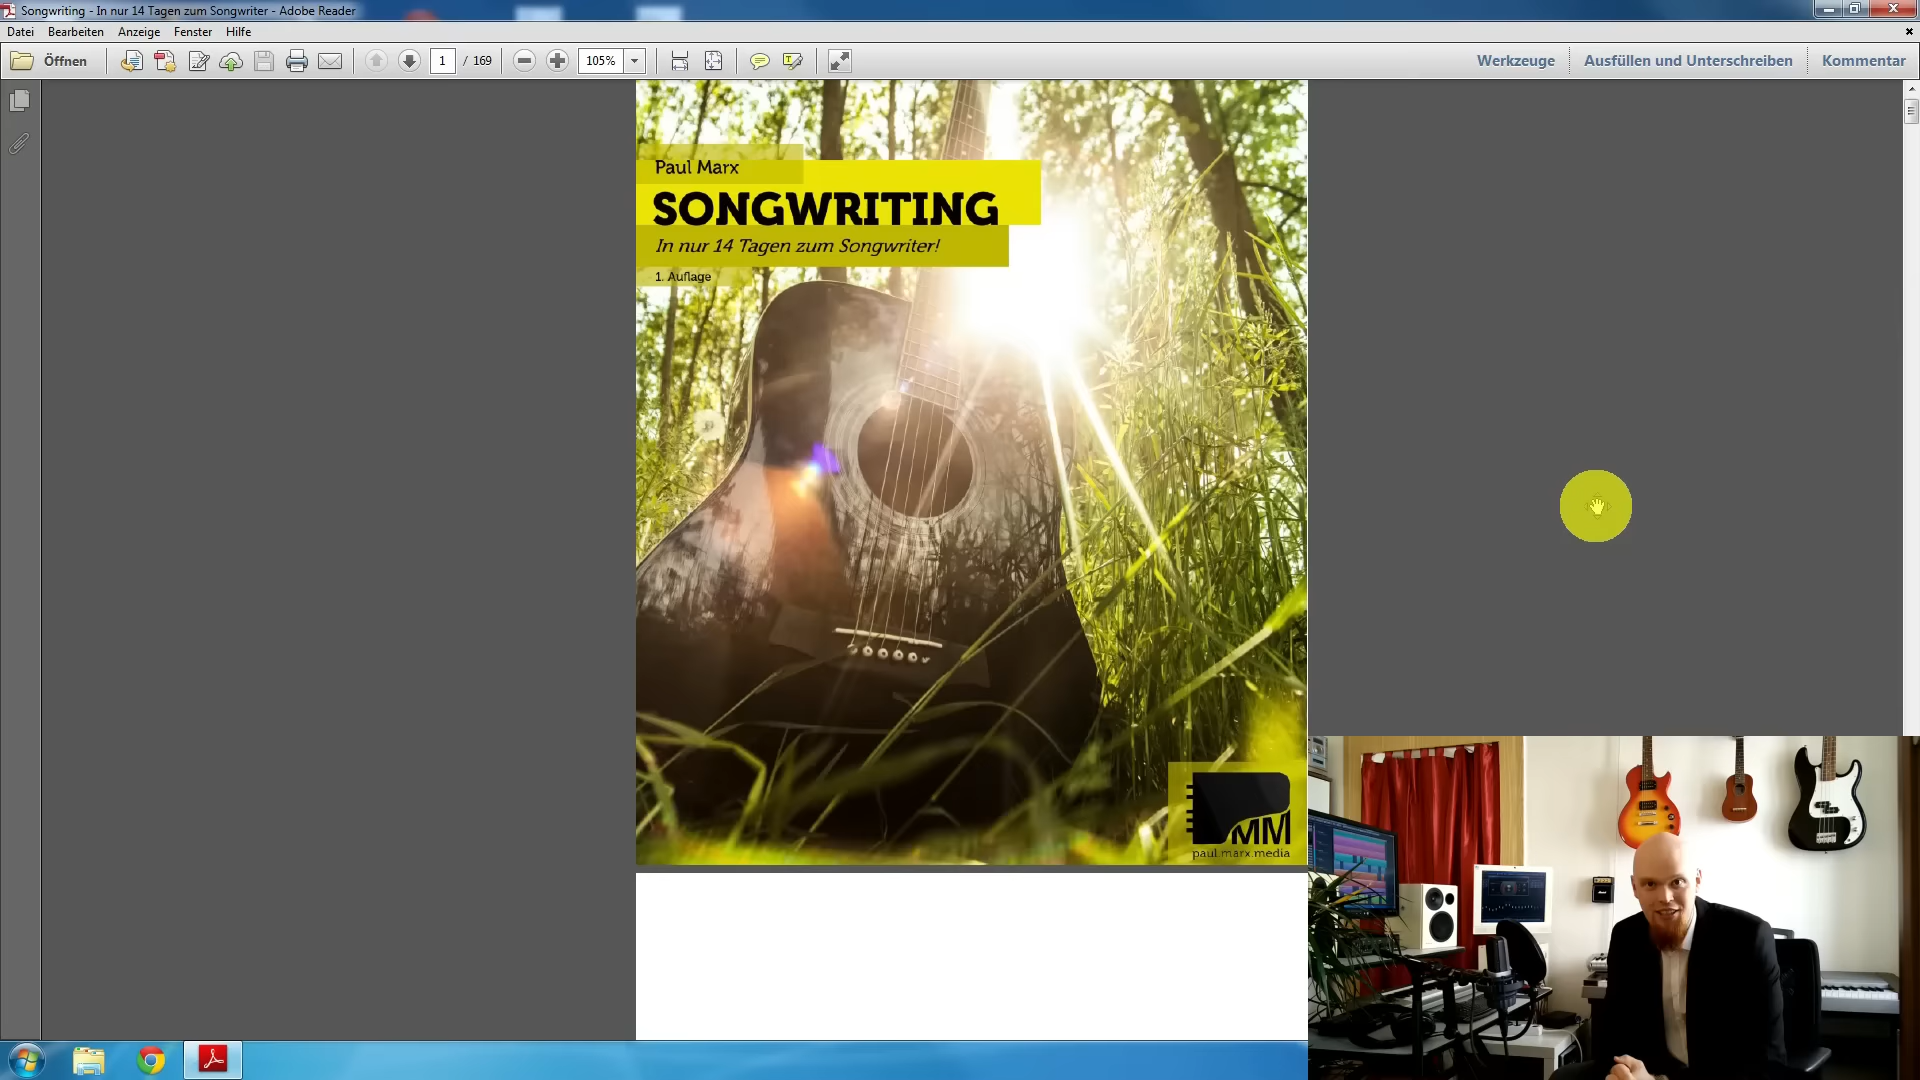 Songwriting - In nur 14 Tagen zum Songwriter - Adobe Reader
Datei Bearbeiten Anzeige Fenster Hilfe
Öffnen 1 / 169 105% Werkzeuge Ausfüllen und Unterschreiben Kommentar
Paul Marx
SONGWRITING
In nur 14 Tagen zum Songwriter!
1. Auflage
MM
paul.marx.media